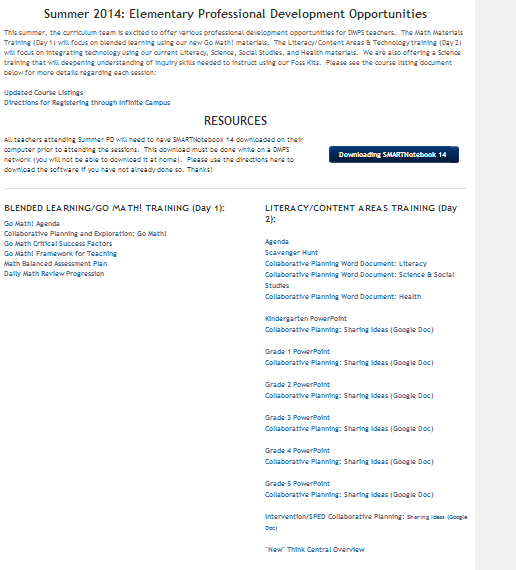 Summer 2014: Elementary Professional Development Opportunities
This summer, the curriculum team is excited to offer various professional development opportunities for DMPS teachers. The Math Materials
Training (Day 1) will focus on blended learning using our new Go Math! materials. The Literacy/Content Areas & Technology training (Day 2)
will focus on integrating technology using our current Literacy, Science, Social Studies, and Health materials. We are also offering a Science
training that will deepening understanding of inquiry skills needed to instruct using our Foss Kits. Please see the course listing document
below for more details regarding each session:
Updated Course Listings
Directions for Registering through Infinite Campus
RESOURCES
All teachers attending Summer PD will need to have SMARTNotebook 14 downloaded on their
computer prior to attending the sessions. This download must be done while on a DMPS
network (you will not be able to download it at home). Please use the directions here to
download the software if you have not already done so. Thanks!
Downloading SMARTNotebook 14
BLENDED LEARNING/GO MATH! TRAINING (Day 1):
Go Math! Agenda
Collaborative Planning and Exploration: Go Math!
Go Math Critical Success Factors
Go Math! Framework for Teaching
Math Balanced Assessment Plan
Daily Math Review Progression
LITERACY/CONTENT AREAS TRAINING (Day
2):
Agenda
Scavenger Hunt
Collaborative Planning Word Document: Literacy
Collaborative Planning Word Document: Science & Social
Studies
Collaborative Planning Word Document: Health
Kindergarten PowerPoint
Collaborative Planning: Sharing Ideas (Google Doc)
Grade 1 PowerPoint
Collaborative Planning: Sharing Ideas (Google Doc)
Grade 2 PowerPoint
Collaborative Planning: Sharing Ideas (Google Doc)
Grade 3 PowerPoint
Collaborative Planning: Sharing Ideas (Google Doc)
Grade 4 PowerPoint
Collaborative Planning: Sharing Ideas (Google Doc)
Grade 5 PowerPoint
Collaborative Planning: Sharing Ideas (Google Doc)
Intervention/SPED Collaborative Planning: Sharing Ideas (Google
Doc)
"New" Think Central Overview